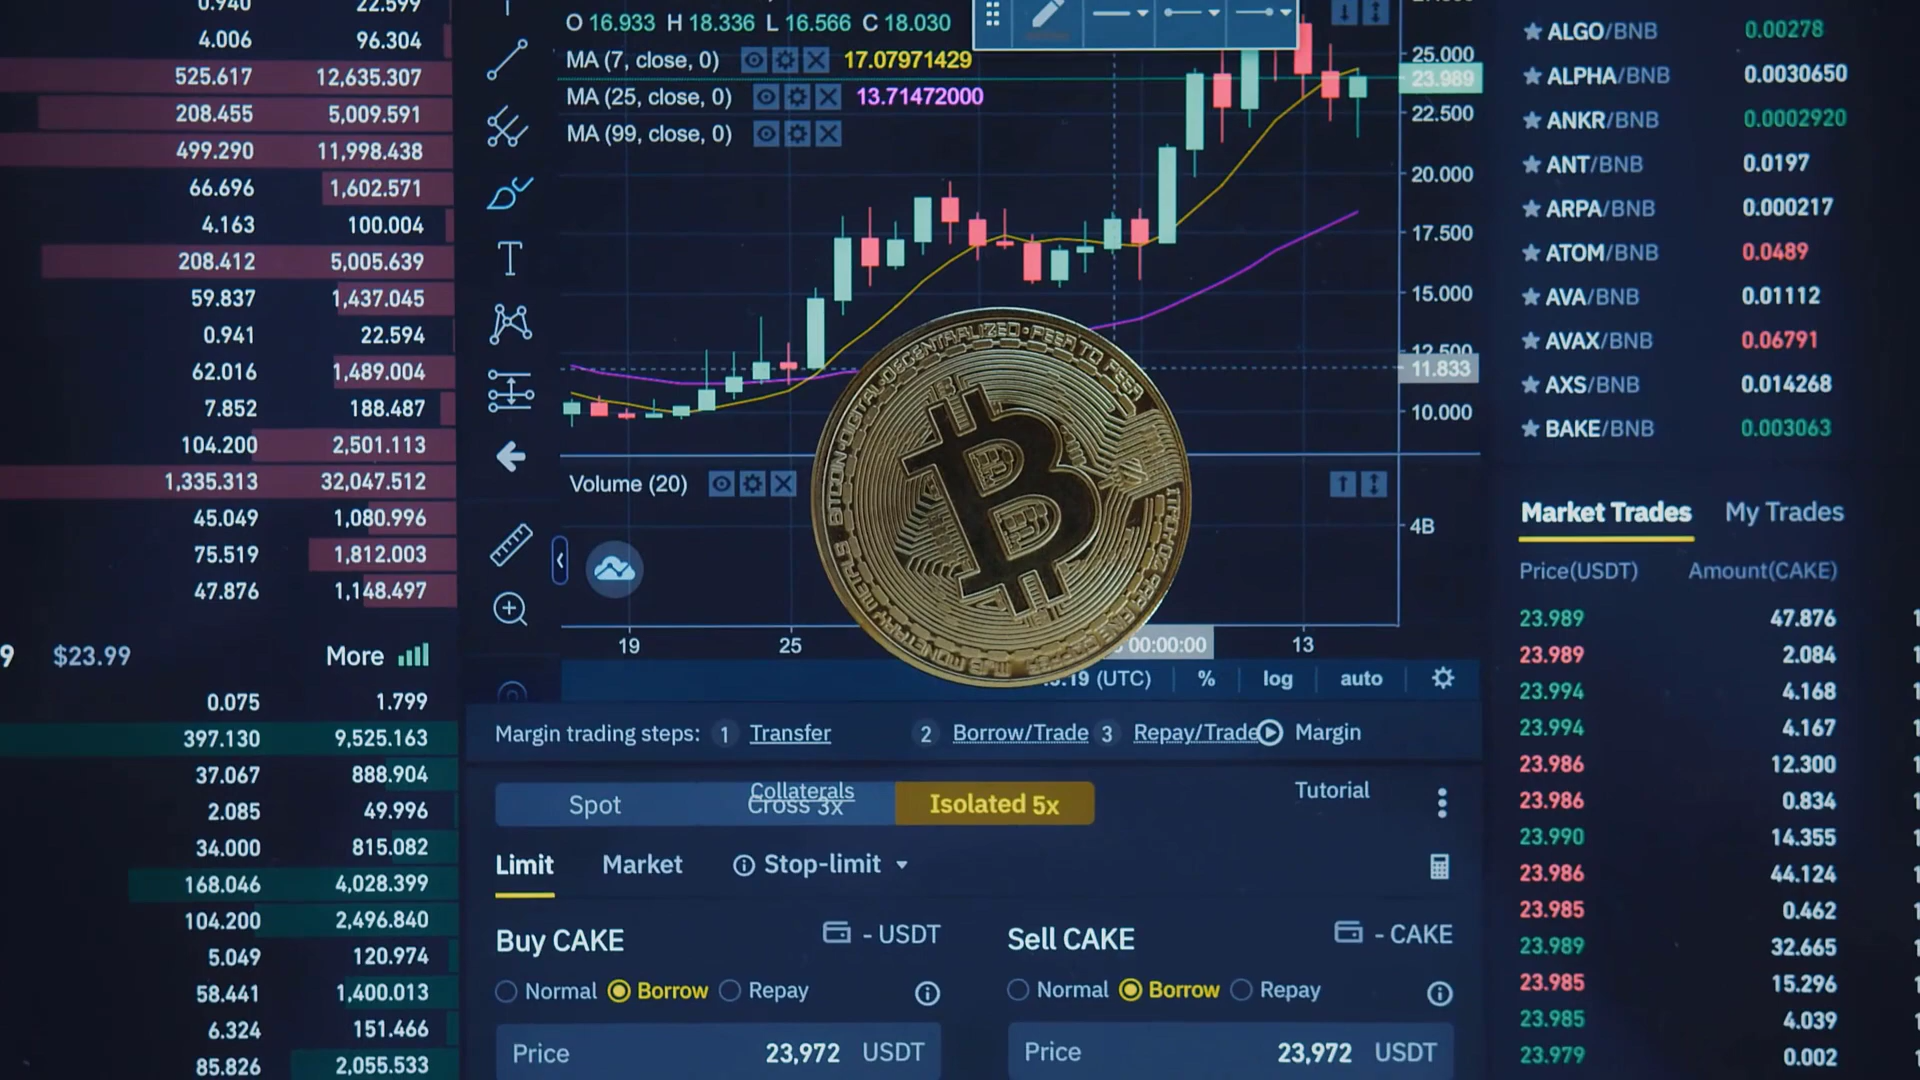 0.940 22.599
4.006 96.304
525.617 12,635.307
208.455 5,009.591
499.290 11,998.438
66.696 1,602.571
4.163 100.004
208.412 5,005.639
59.837 1,437.045
0.941 22.594
62.016 1,489.004
7.852 188.487
104.200 2,501.113
1,335.313 32,047.512
45.049 1,080.996
75.519 1,812.003
47.876 1,148.497
9 $23.99 More
0.075 1.799
397.130 9,525.163
37.067 888.904
2.085 49.996
34.000 815.082
168.046 4,028.399
104.200 2,496.840
5.049 120.974
58.441 1,400.013
6.324 151.466
85.826 2,055.533
O 16.933 H 18.336 L 16.566 C 18.030
MA (7, close, 0) 17.07971429
MA (25, close, 0) 13.71472000
MA (99, close, 0)
25.000
23.989
22.500
20.000
17.500
15.000
12.500
11.833
10.000
Volume (20)
4B
BITCOIN·DIGITAL·DECENTRALIZED·PEER TO PEER
B
19 25 00:00:00 13
19 (UTC) % log auto
Margin trading steps: 1 Transfer 2 Borrow/Trade 3 Repay/Trade Margin
Collaterals Tutorial
Spot Cross 3x Isolated 5x
Limit Market Stop-limit
Buy CAKE - USDT Sell CAKE - CAKE
Normal Borrow Repay Normal Borrow Repay
Price 23,972 USDT Price 23,972 USDT
ALGO/BNB 0.00278
ALPHA/BNB 0.0030650
ANKR/BNB 0.0002920
ANT/BNB 0.0197
ARPA/BNB 0.000217
ATOM/BNB 0.0489
AVA/BNB 0.01112
AVAX/BNB 0.06791
AXS/BNB 0.014268
BAKE/BNB 0.003063
Market Trades My Trades
Price(USDT) Amount(CAKE)
23.989 47.876
23.989 2.084
23.994 4.168
23.994 4.167
23.986 12.300
23.986 0.834
23.990 14.355
23.986 44.124
23.985 0.462
23.989 32.665
23.985 15.296
23.985 4.039
23.979 0.002